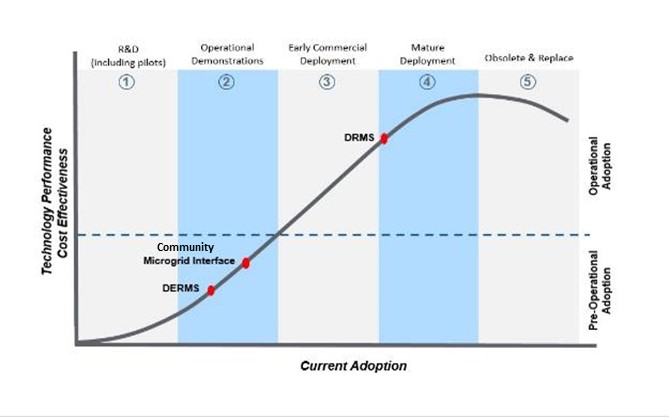 R&D
(including pilots)
①
Operational
Demonstrations
②
Early Commercial
Deployment
③
Mature
Deployment
④
Obsolete & Replace
⑤
Technology Performance
Cost Effectiveness
DRMS
Community
Microgrid Interface
DERMS
Operational
Adoption
Pre-Operational
Adoption
Current Adoption